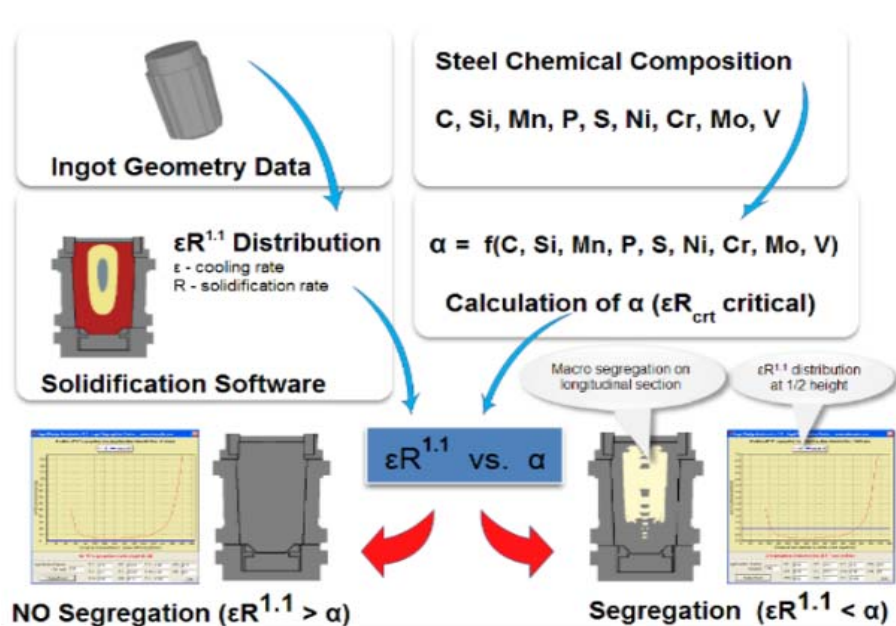 Ingot Geometry Data
Steel Chemical Composition
C, Si, Mn, P, S, Ni, Cr, Mo, V
εR1.1 Distribution
ε - cooling rate
R - solidification rate
Solidification Software
α = f(C, Si, Mn, P, S, Ni, Cr, Mo, V)
Calculation of α (εRcrt critical)
Macro segregation on
longitudinal section
εR1.1 distribution
at 1/2 height
εR1.1 vs. α
NO Segregation (εR1.1 > α)
Segregation (εR1.1 < α)